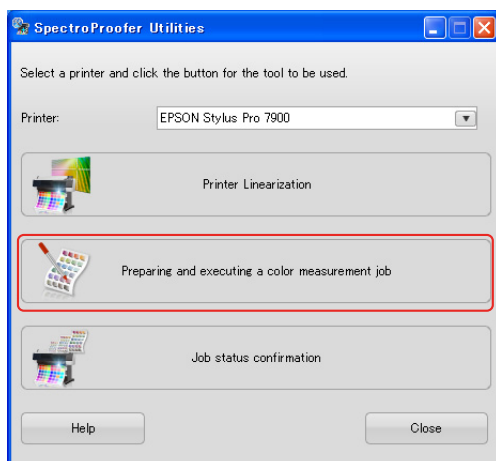 SpectroProofer Utilities
Select a printer and click the button for the tool to be used.
Printer: EPSON Stylus Pro 7900
Printer Linearization
Preparing and executing a color measurement job
Job status confirmation
Help Close